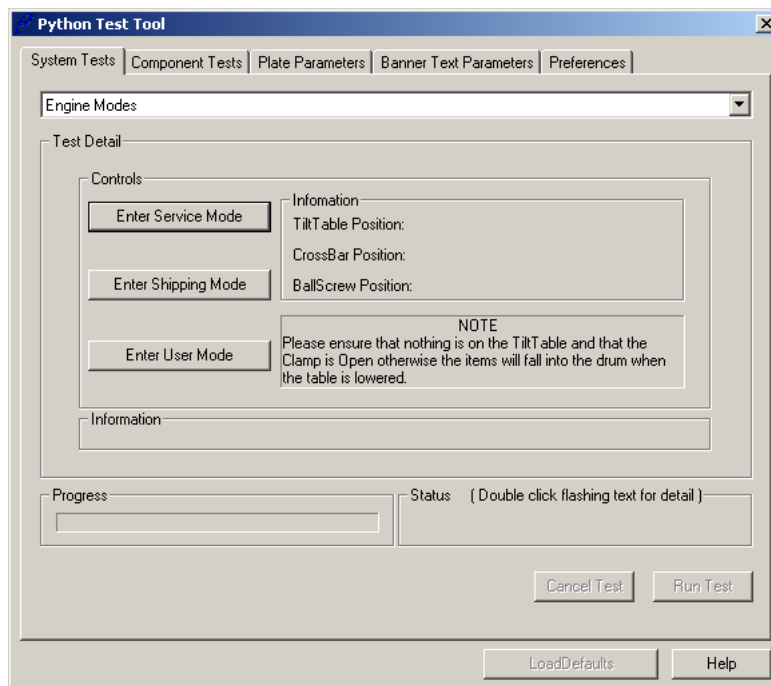 Python Test Tool
System Tests
Component Tests
Plate Parameters
Banner Text Parameters
Preferences
Engine Modes
Test Detail
Controls
Enter Service Mode
Infomation
TiltTable Position:
CrossBar Position:
BallScrew Position:
Enter Shipping Mode
Enter User Mode
NOTE
Please ensure that nothing is on the TiltTable and that the
Clamp is Open otherwise the items will fall into the drum when
the table is lowered.
Information
Progress
Status ( Double click flashing text for detail )
Cancel Test
Run Test
LoadDefaults
Help